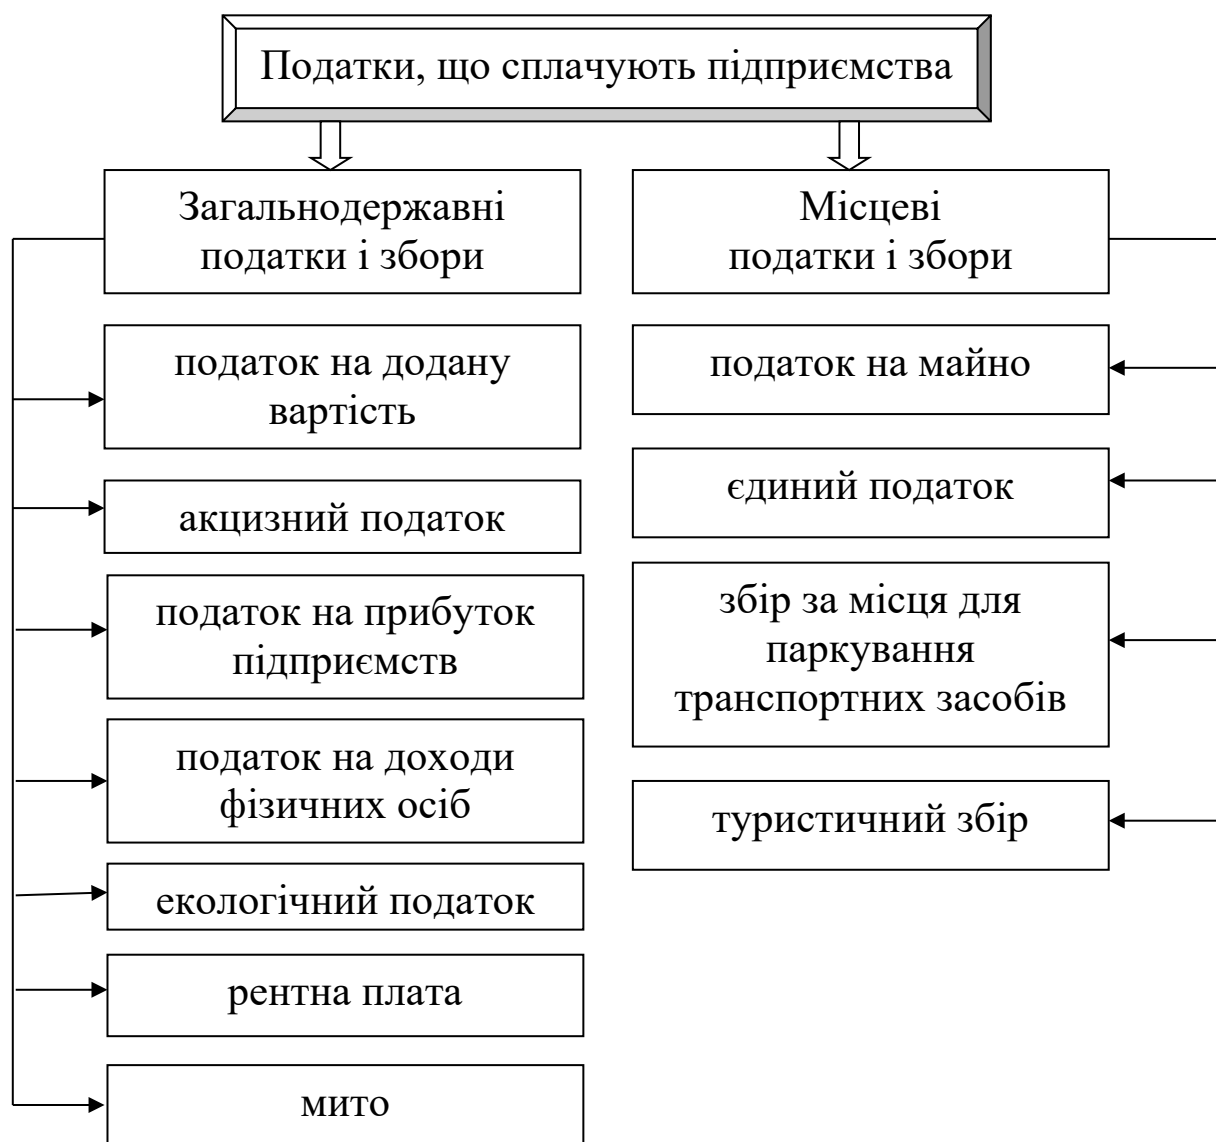 Податки, що сплачують підприємства
Загальнодержавні
податки і збори
податок на додану
вартість
акцизний податок
податок на прибуток
підприємств
податок на доходи
фізичних осіб
екологічний податок
рентна плата
мито
Місцеві
податки і збори
податок на майно
єдиний податок
збір за місця для
паркування
транспортних засобів
туристичний збір